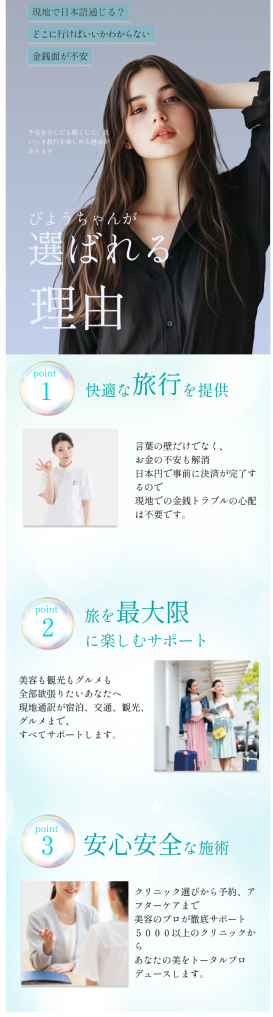 現地で日本語通じる？
どこに行けばいいかわからない
金銭面が不安
不安を少しでも軽くして、思
いっき旅行を楽しめる理由が
あります
びようちゃんが
選ばれる
理由
point
1
快適な旅行を提供
言葉の壁だけでなく、
お金の不安も解消
日本円で事前に決済が完了す
るので
現地での金銭トラブルの心配
は不要です。
point
2
旅を最大限
に楽しむサポート
美容も観光もグルメも
全部欲張りたいあなたへ
現地通訳が宿泊、交通、観光、
グルメまで、
すべてサポートします。
point
3
安心安全な施術
クリニック選びから予約、ア
フターケアまで
美容のプロが徹底サポート
５０００以上のクリニックか
ら
あなたの美をトータルプロ
デュースします。